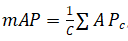 mAP = 1/C ∑ A P_c.